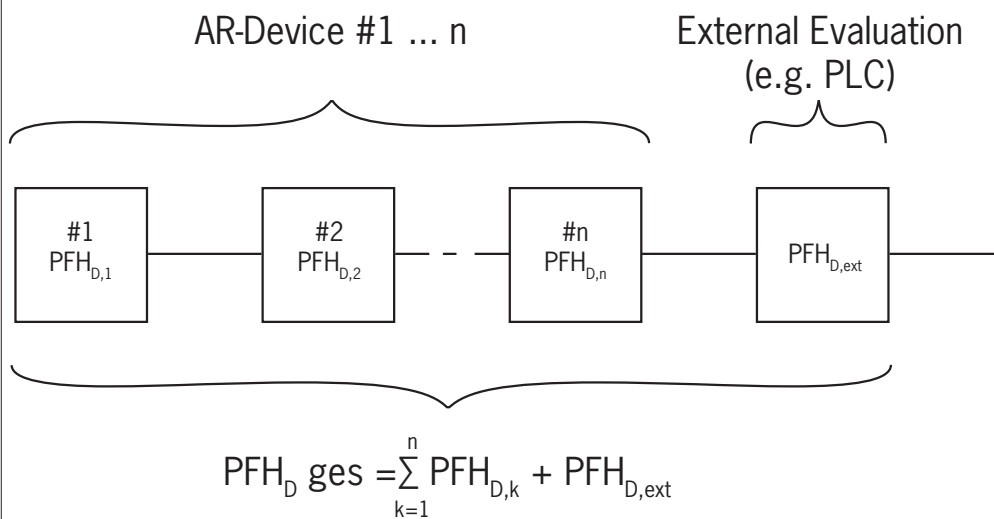 AR-Device #1 ... n
External Evaluation
(e.g. PLC)
#1
PFH_D,1
#2
PFH_D,2
#n
PFH_D,n
PFH_D,ext
n
PFH_D ges =∑ PFH_D,k + PFH_D,ext
k=1